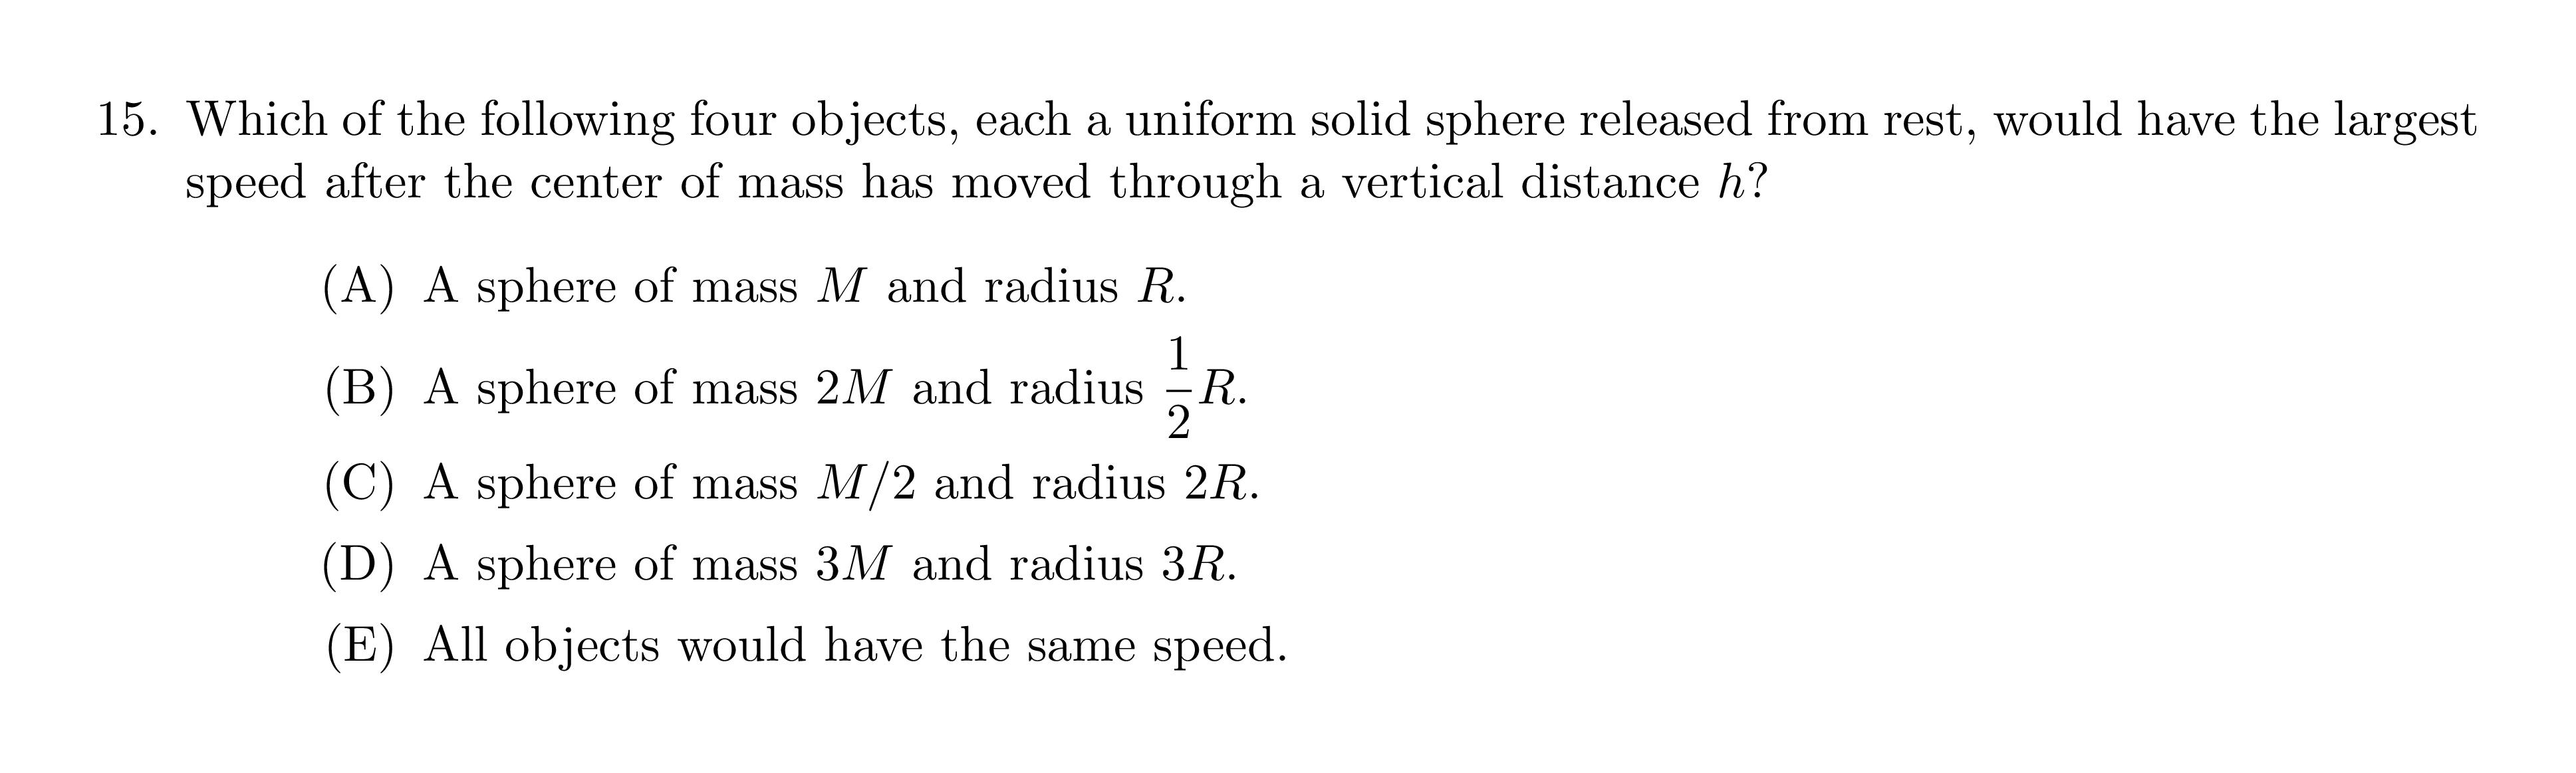 15. Which of the following four objects, each a uniform solid sphere released from rest, would have the largest
speed after the center of mass has moved through a vertical distance h?
(A) A sphere of mass M and radius R.
(B) A sphere of mass 2M and radius 1/2 R.
(C) A sphere of mass M/2 and radius 2R.
(D) A sphere of mass 3M and radius 3R.
(E) All objects would have the same speed.